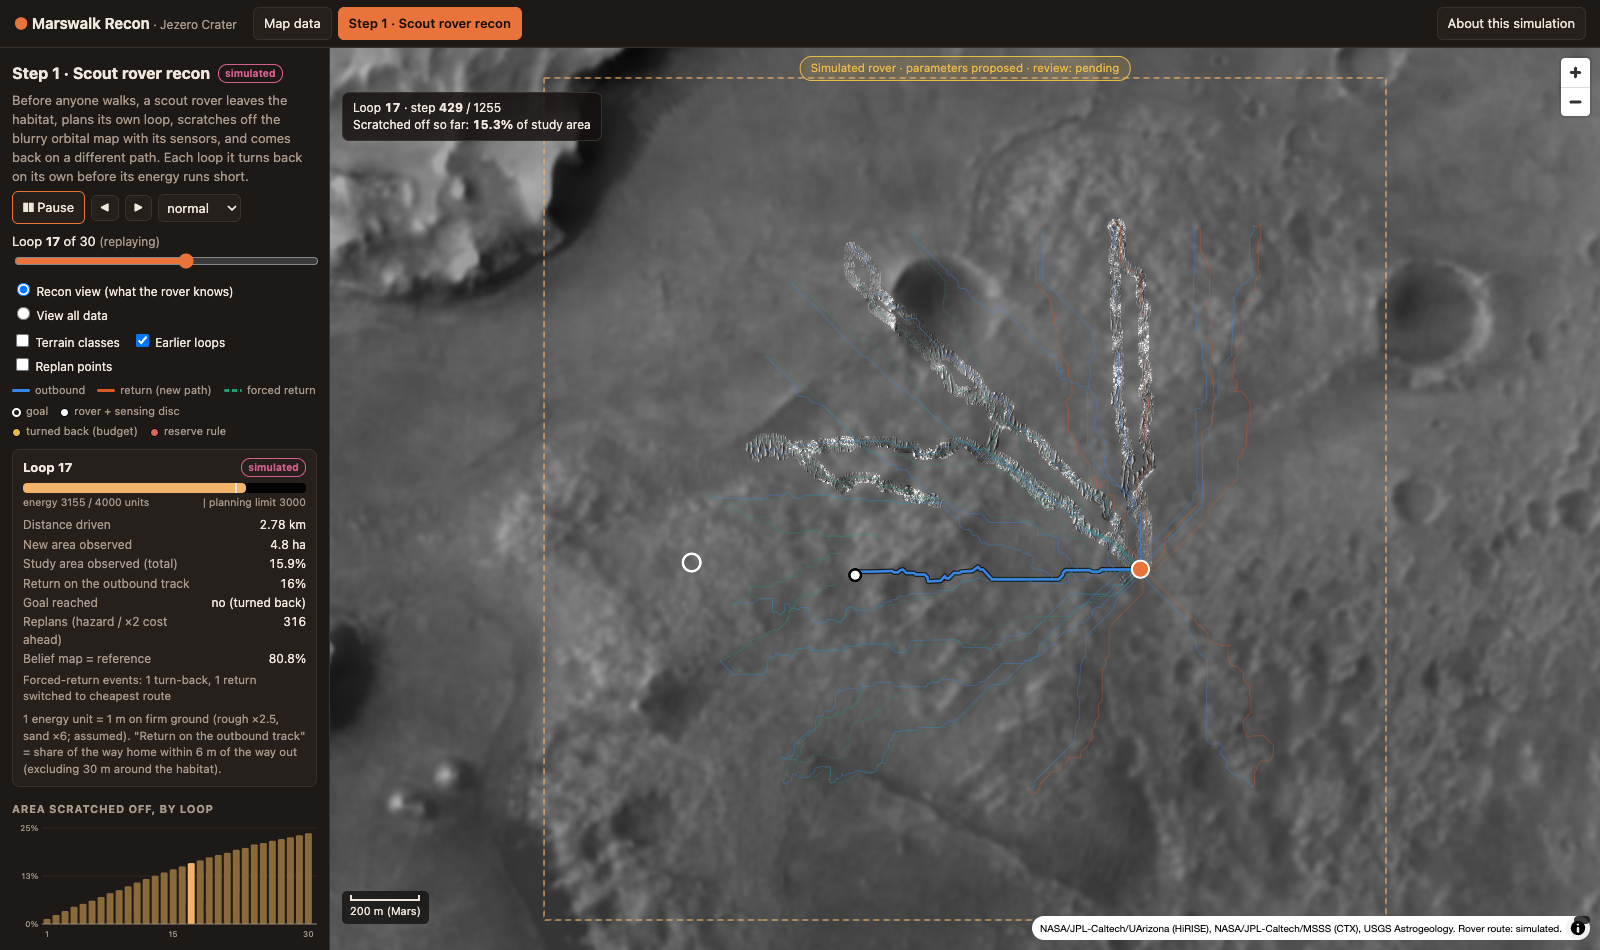 Marswalk Recon · Jezero Crater
Map data
Step 1 · Scout rover recon
About this simulation
Step 1 · Scout rover recon
simulated
Before anyone walks, a scout rover leaves the
habitat, plans its own loop, scratches off the
blurry orbital map with its sensors, and comes
back on a different path. Each loop it turns back
on its own before its energy runs short.
Pause
normal
Loop 17 of 30 (replaying)
Recon view (what the rover knows)
View all data
Terrain classes
Earlier loops
Replan points
outbound
return (new path)
forced return
goal
rover + sensing disc
turned back (budget)
reserve rule
Loop 17
simulated
energy 3155 / 4000 units
| planning limit 3000
Distance driven 2.78 km
New area observed 4.8 ha
Study area observed (total) 15.9%
Return on the outbound track 16%
Goal reached no (turned back)
Replans (hazard / ×2 cost 316
ahead)
Belief map = reference 80.8%
Forced-return events: 1 turn-back, 1 return
switched to cheapest route
1 energy unit = 1 m on firm ground (rough ×2.5,
sand ×6; assumed). "Return on the outbound track"
= share of the way home within 6 m of the way out
(excluding 30 m around the habitat).
AREA SCRATCHED OFF, BY LOOP
25%
13%
0%
1 15 30
Simulated rover · parameters proposed · review: pending
Loop 17 · step 429 / 1255
Scratched off so far: 15.3% of study area
+
−
200 m (Mars)
NASA/JPL-Caltech/UArizona (HiRISE), NASA/JPL-Caltech/MSSS (CTX), USGS Astrogeology. Rover route: simulated.